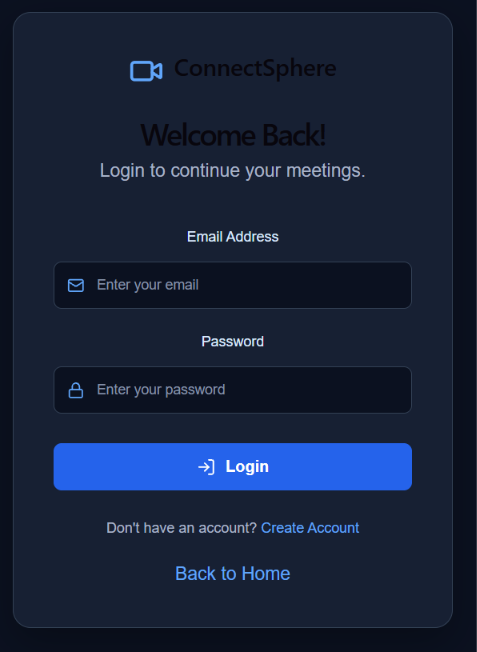 ConnectSphere
Welcome Back!
Login to continue your meetings.
Email Address
Enter your email
Password
Enter your password
Login
Don't have an account? Create Account
Back to Home